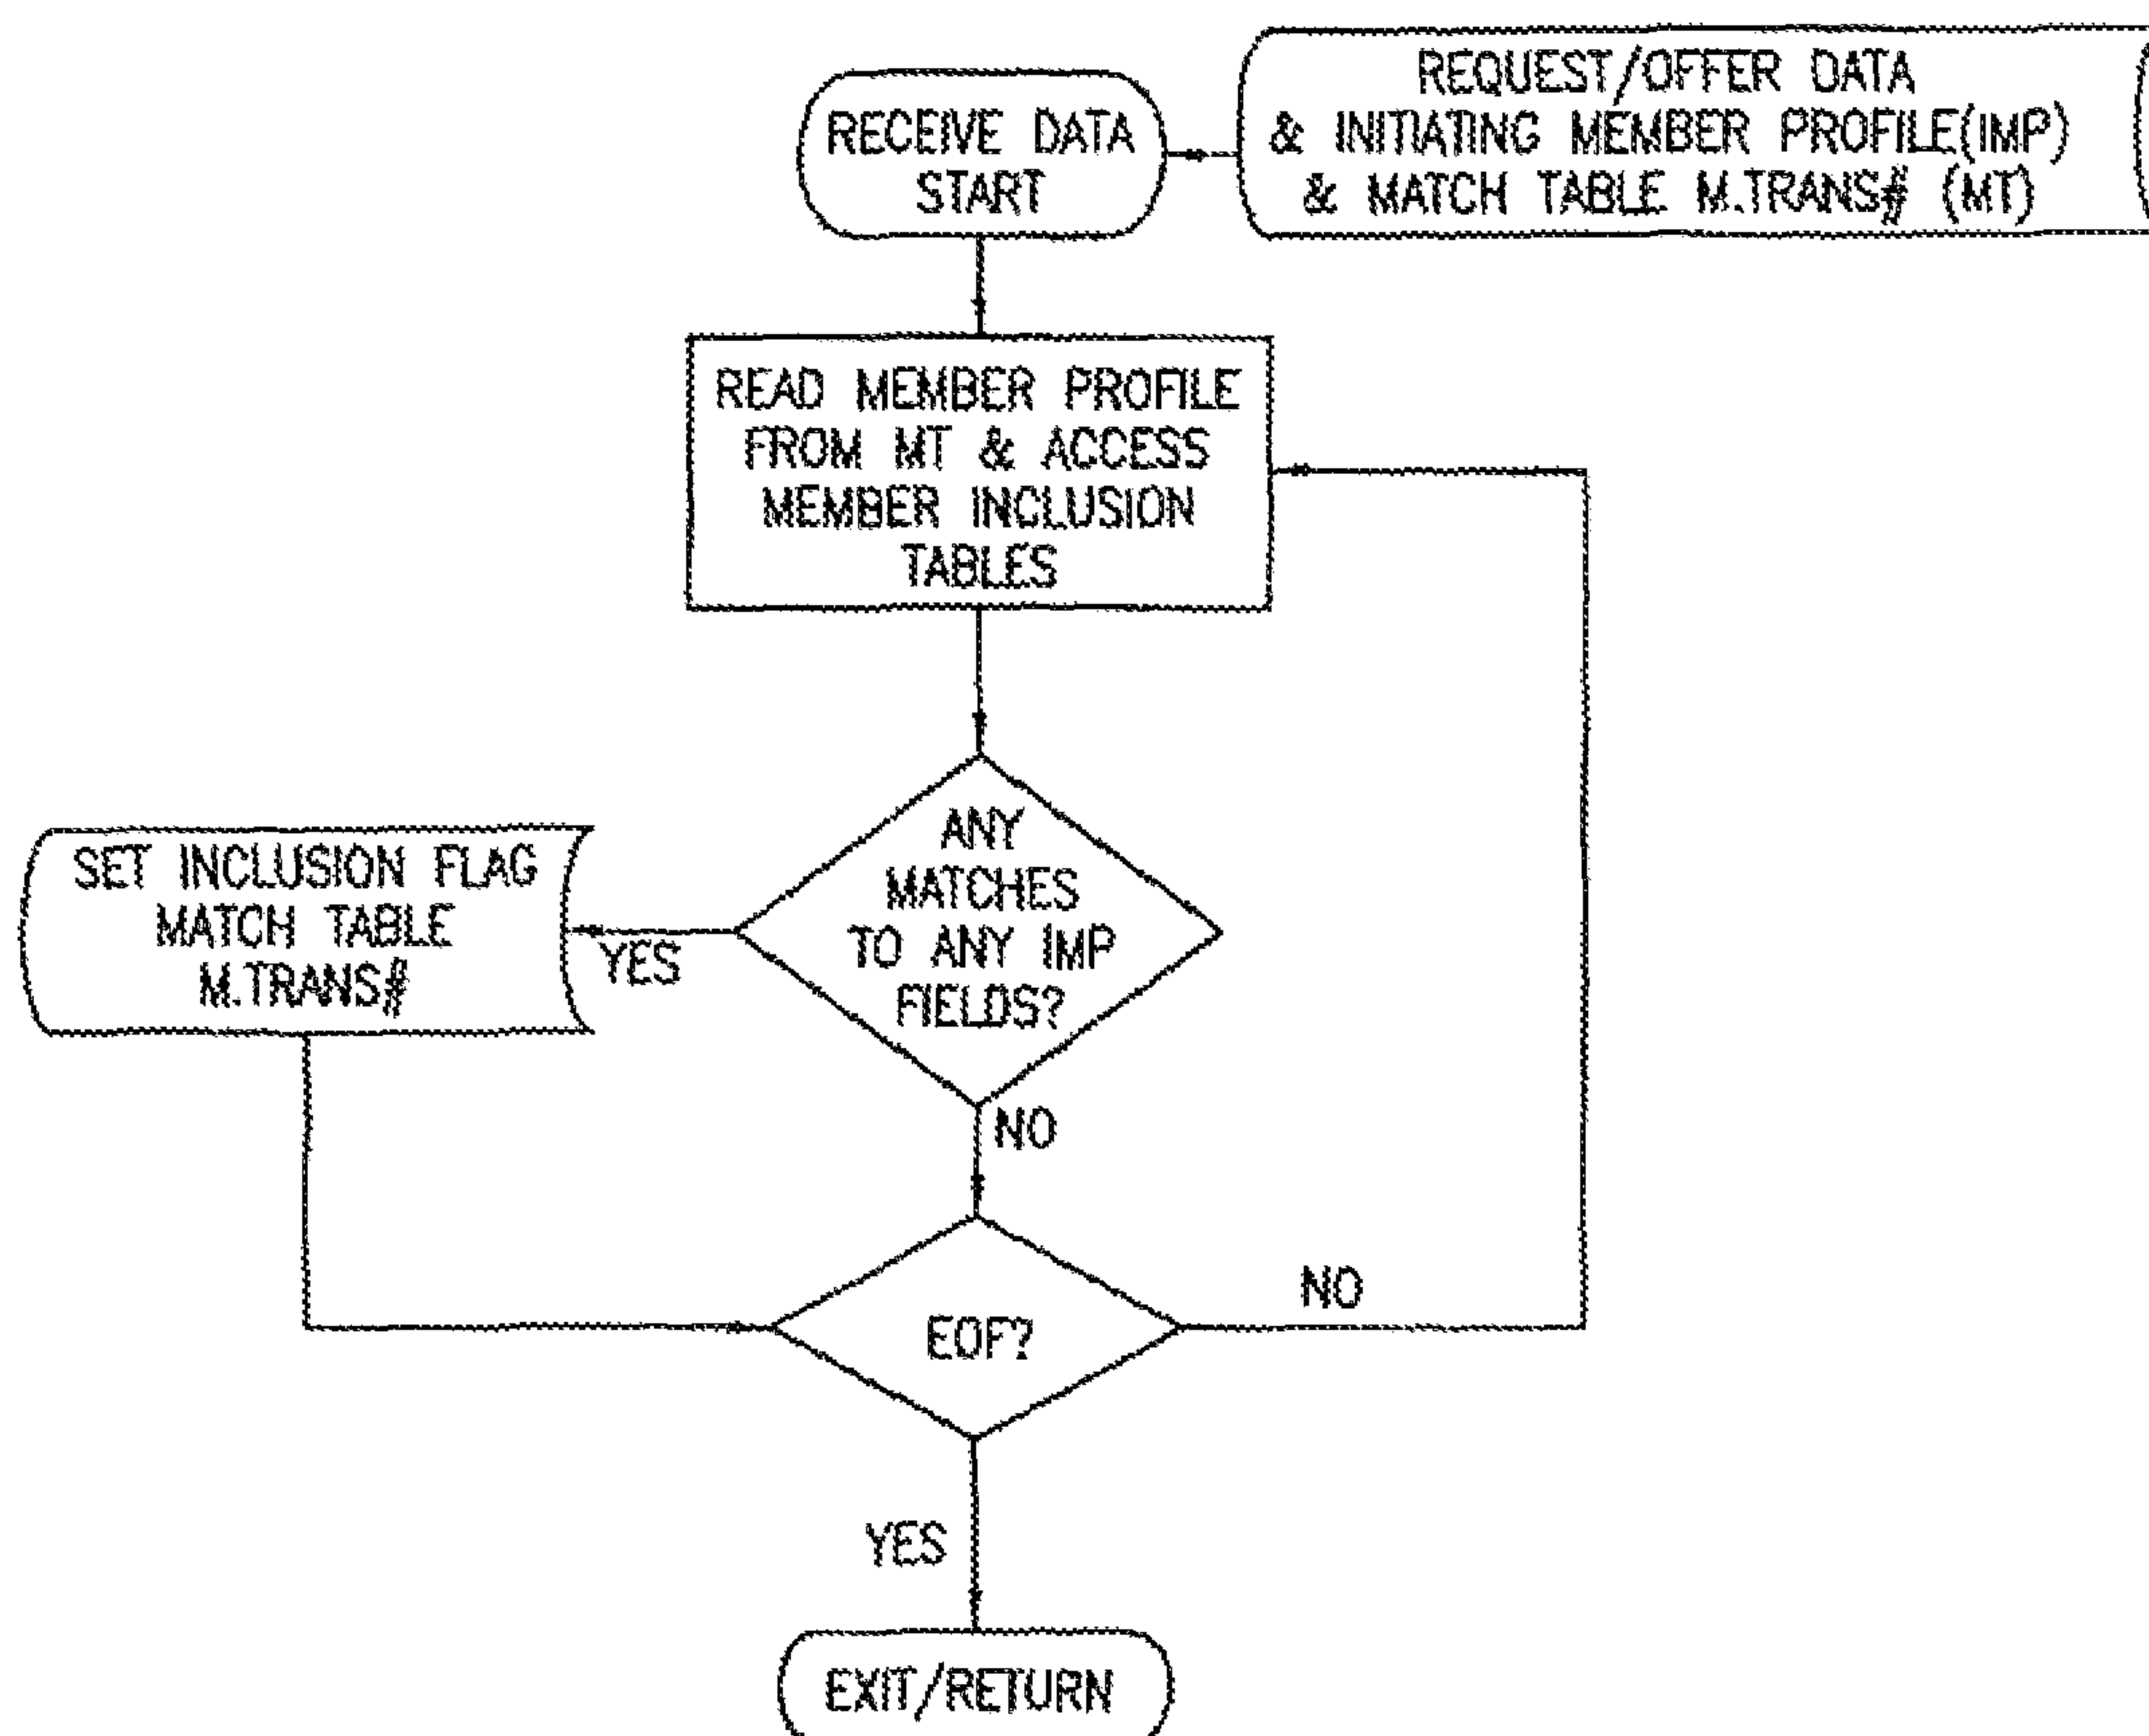 RECEIVE DATA
START
REQUEST/OFFER DATA
& INITIATING MEMBER PROFILE(IMP)
& MATCH TABLE M.TRANS# (MT)
READ MEMBER PROFILE
FROM MT & ACCESS
MEMBER INCLUSION
TABLES
ANY
MATCHES
TO ANY IMP
FIELDS?
YES
SET INCLUSION FLAG
MATCH TABLE
M.TRANS#
NO
EOF?
NO
YES
EXIT/RETURN